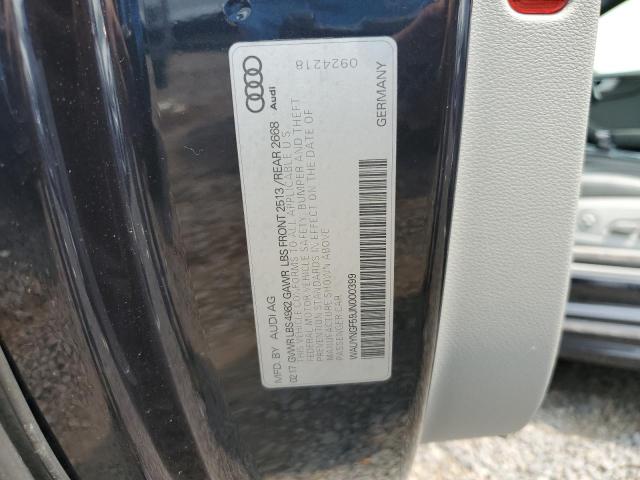 Audi
0924218
MFD. BY AUDI AG
GERMANY
02 17 GVWR LBS 4982 GAWR LBS FRONT 2513 /REAR 2668
THIS VEHICLE CONFORMS TO ALL APPLICABLE U.S.
FEDERAL MOTOR VEHICLE SAFETY, BUMPER AND THEFT
PREVENTION STANDARDS IN EFFECT ON THE DATE OF
MANUFACTURE SHOWN ABOVE
PASSENGER CAR